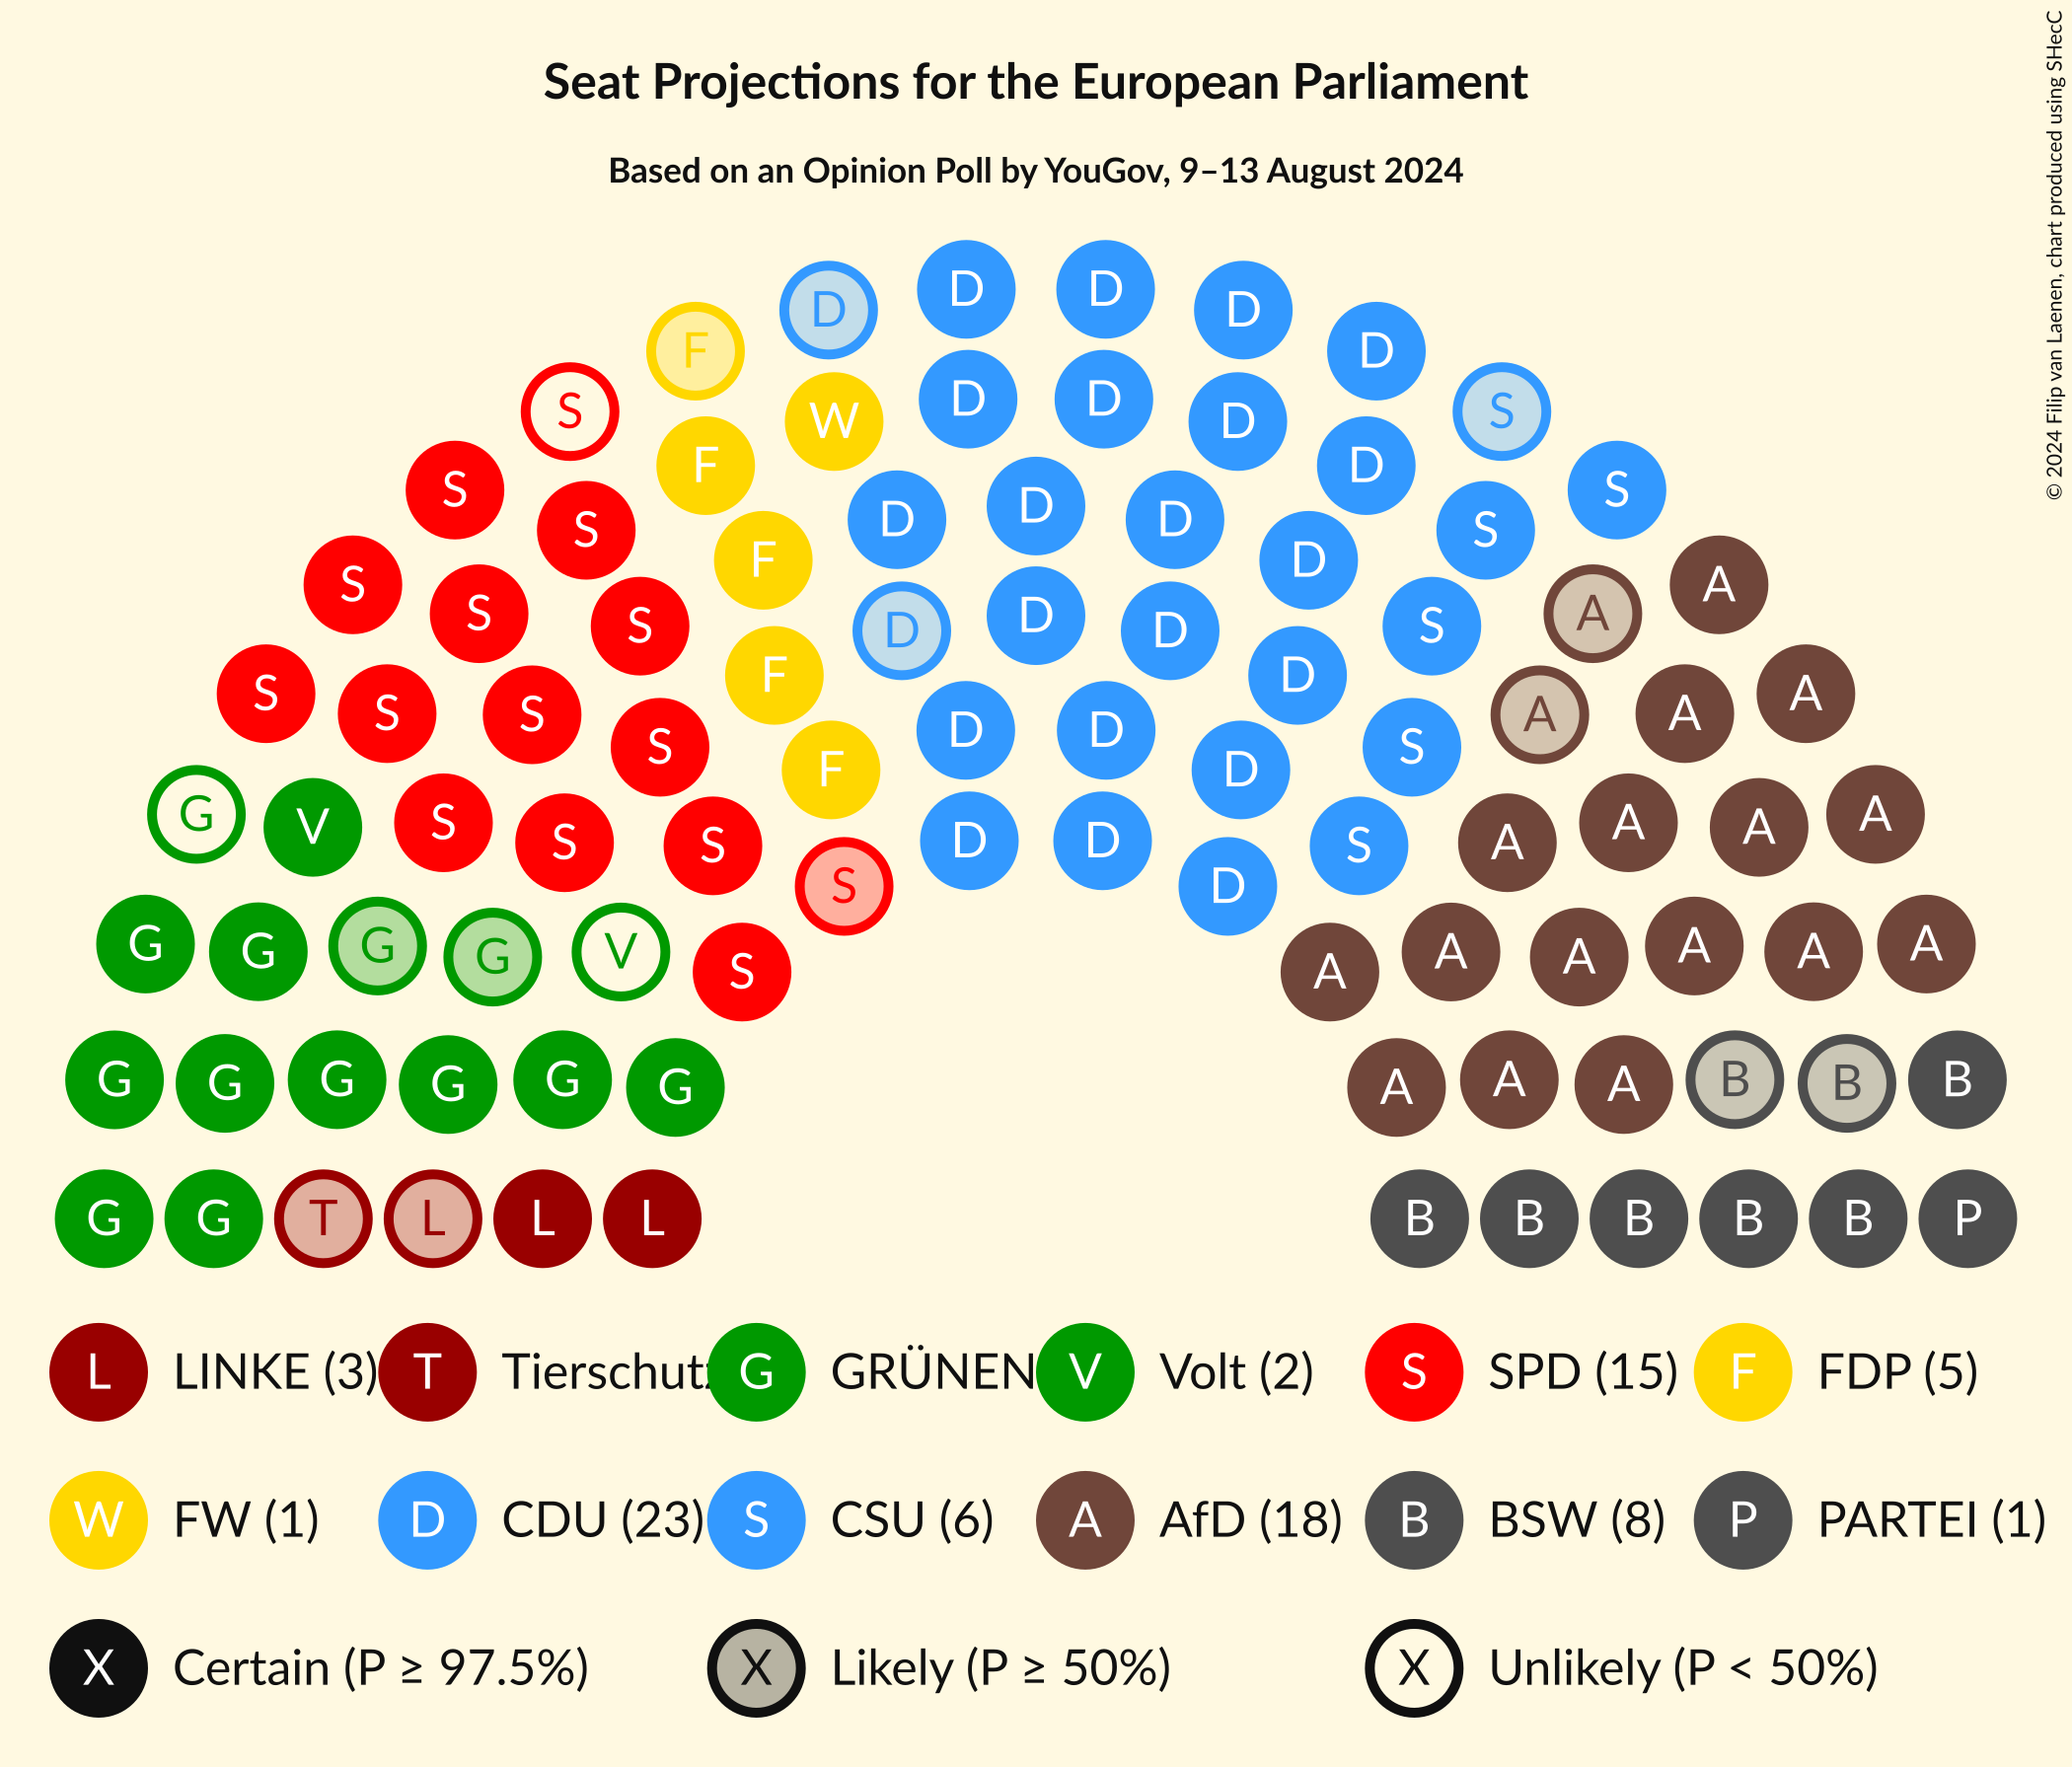 Seat Projections for the European Parliament
Based on an Opinion Poll by YouGov, 9–13 August 2024
© 2024 Filip van Laenen, chart produced using SHecC
D D D D
F D D S
S W D D D D S
S F D D D S S
S S F D D D D A
S S S F D D D D S A A
S S S S F D D D S A A A
G V S S S S D D D S A A A A
G G G G V S A A A A A A
G G G G G G A A A B B B
G G T L L L B B B B B P
L LINKE (3) T Tierschutz G GRÜNEN V Volt (2) S SPD (15) F FDP (5)
W FW (1) D CDU (23) S CSU (6) A AfD (18) B BSW (8) P PARTEI (1)
X Certain (P ≥ 97.5%) X Likely (P ≥ 50%) X Unlikely (P < 50%)